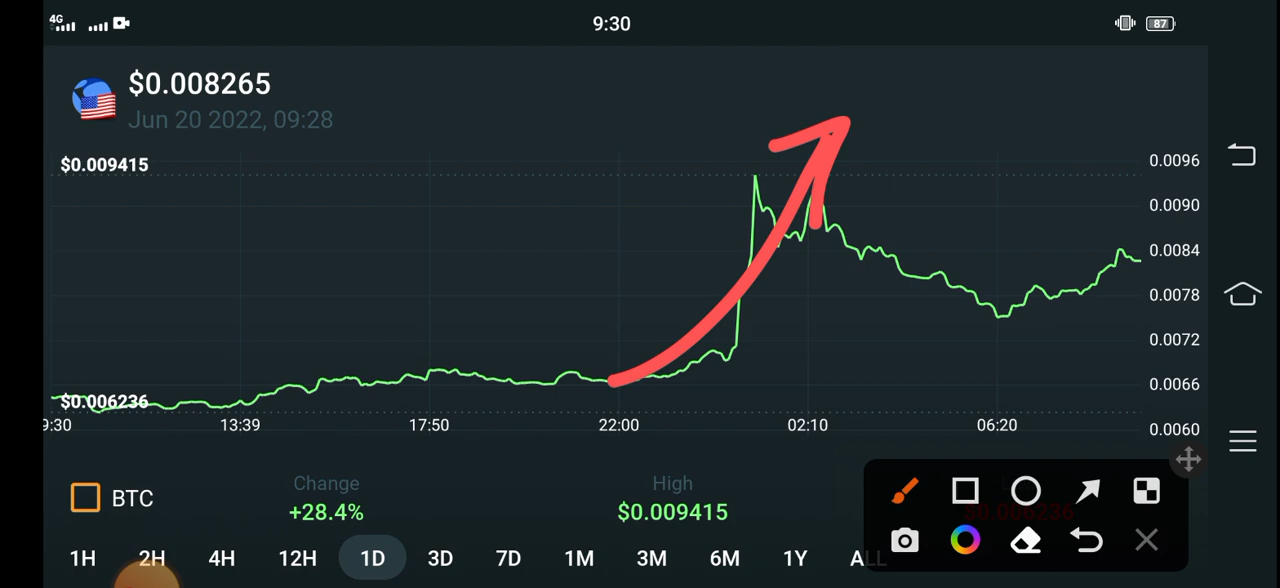 4G 9:30 87
$0.008265
Jun 20 2022, 09:28
$0.009415
0.0096
0.0090
0.0084
0.0078
0.0072
0.0066
0.0060
$0.006236
9:30 13:39 17:50 22:00 02:10 06:20
BTC
Change
+28.4%
High
$0.009415
$0.006236
1H 2H 4H 12H 1D 3D 7D 1M 3M 6M 1Y ALL